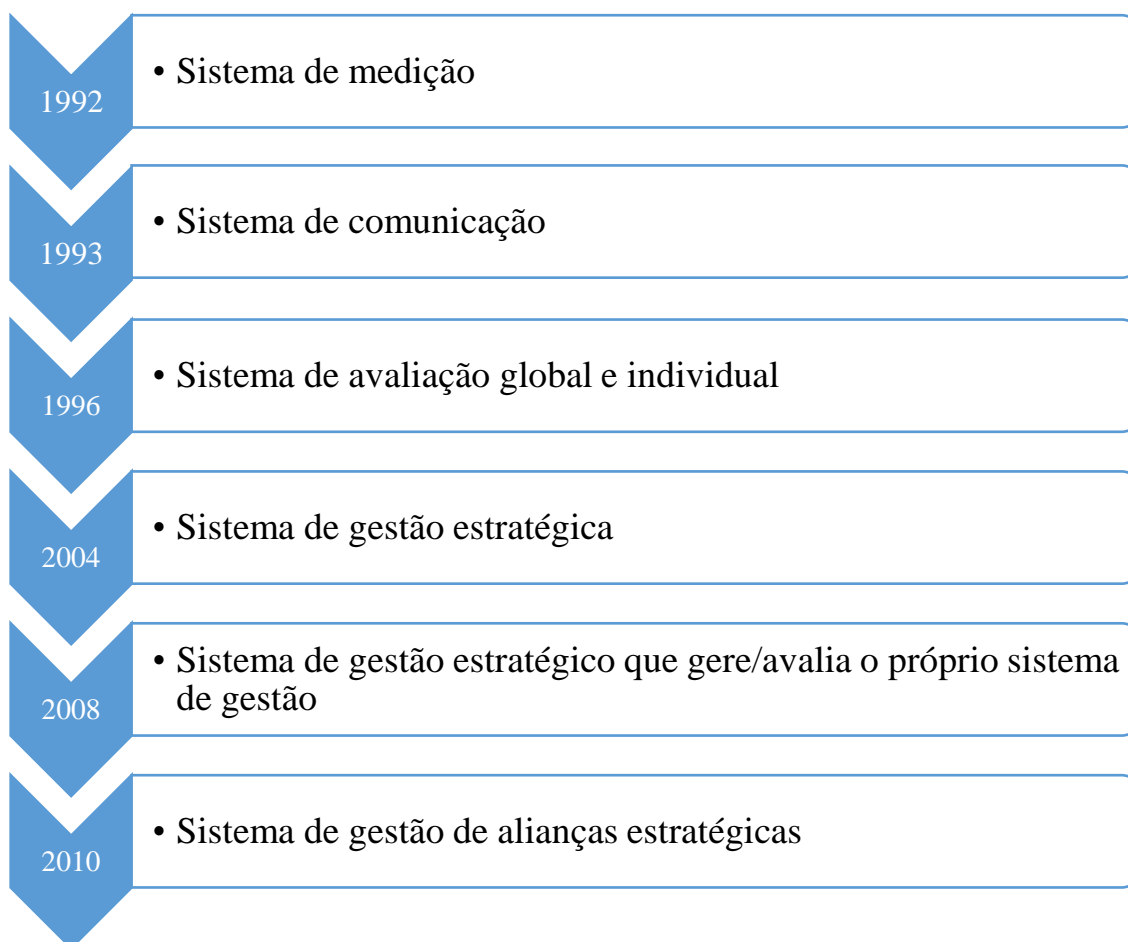 1992
• Sistema de medição
1993
• Sistema de comunicação
1996
• Sistema de avaliação global e individual
2004
• Sistema de gestão estratégica
2008
• Sistema de gestão estratégico que gere/avalia o próprio sistema
de gestão
2010
• Sistema de gestão de alianças estratégicas